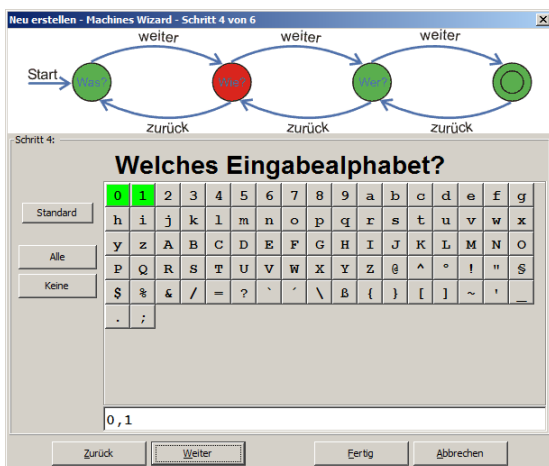 Neu erstellen - Machines Wizard - Schritt 4 von 6
weiter weiter weiter
Start Was? Wie? Wer?
zurück zurück zurück
Schritt 4:
Welches Eingabealphabet?
0 1 2 3 4 5 6 7 8 9 a b c d e f g
Standard
h i j k l m n o p q r s t u v w x
y z A B C D E F G H I J K L M N O
Alle
P Q R S T U V W X Y Z @ ^ ° ! " §
Keine
$ % & / = ? ` ´ \ ß { } [ ] ~ ' _
. ;
0,1
Zurück Weiter Fertig Abbrechen